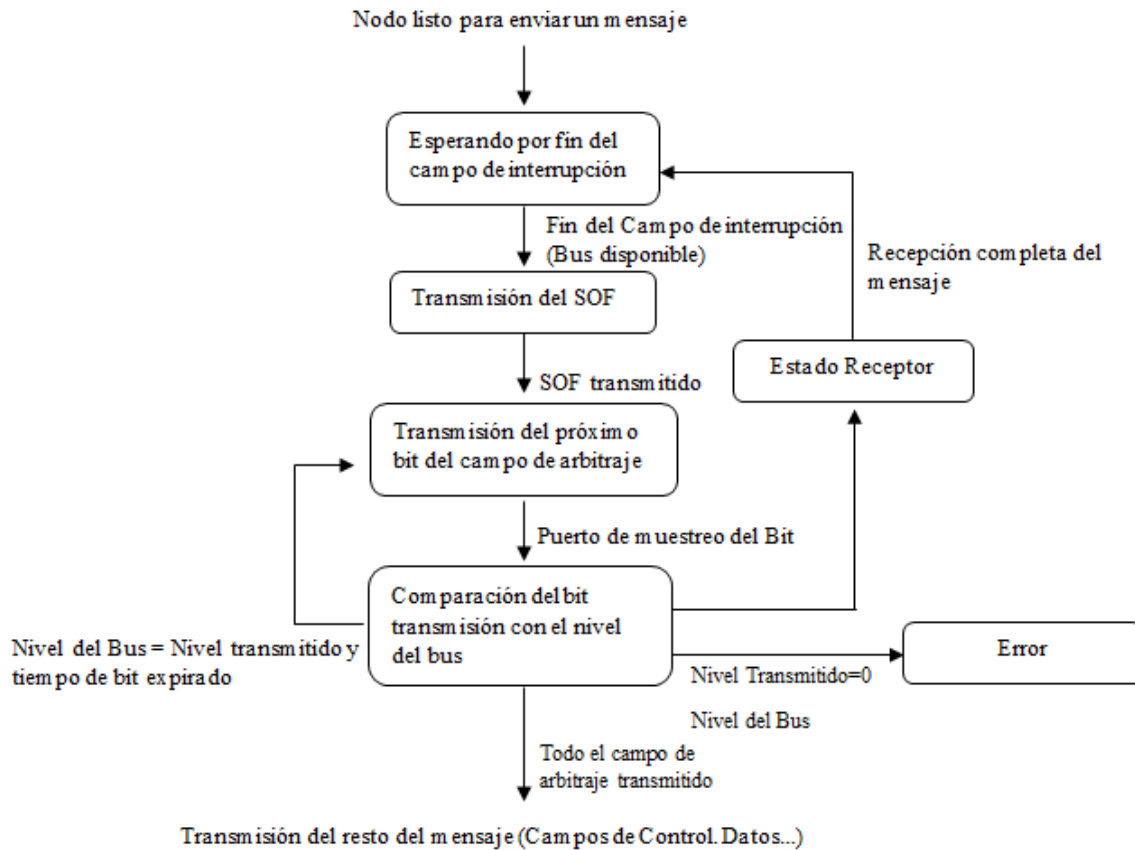 Nodo listo para enviar un mensaje
Esperando por fin del
campo de interrupción
Fin del Campo de interrupción
(Bus disponible)
Recepción completa del
mensaje
Transmisión del SOF
Estado Receptor
SOF transmitido
Transmisión del próximo
bit del campo de arbitraje
Puerto de muestreo del Bit
Comparación del bit
transmisión con el nivel
del bus
Nivel del Bus = Nivel transmitido y
tiempo de bit expirado
Error
Nivel Transmitido=0
Nivel del Bus
Todo el campo de
arbitraje transmitido
Transmisión del resto del mensaje (Campos de Control.Datos...)